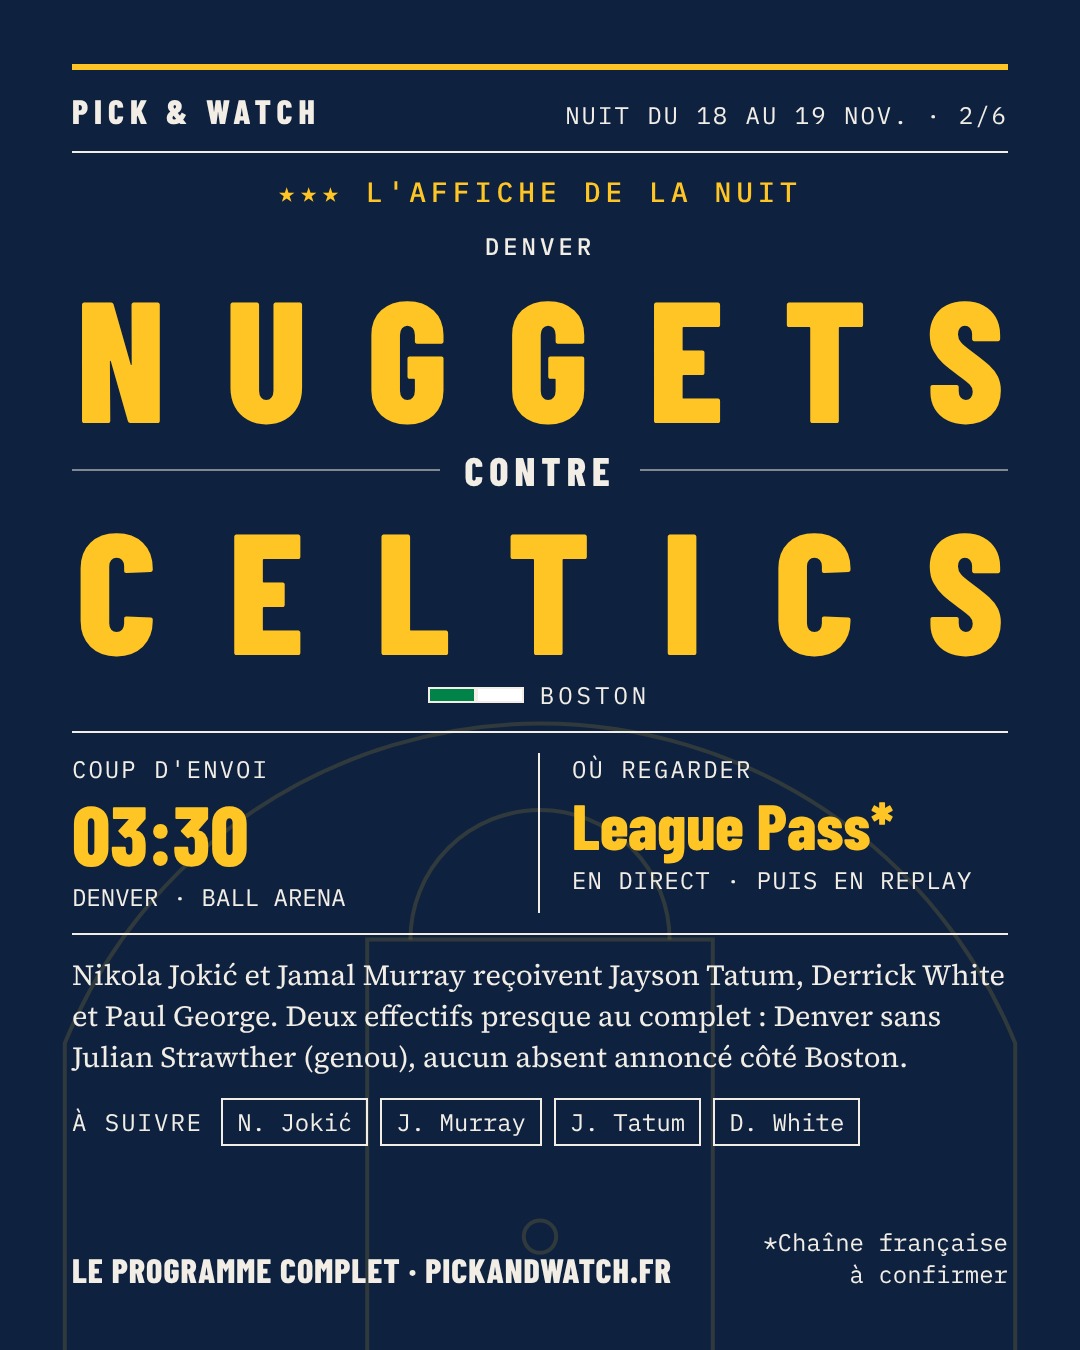 PICK & WATCH
NUIT DU 18 AU 19 NOV. · 2/6
★★★ L'AFFICHE DE LA NUIT
DENVER
NUGGETS
CONTRE
CELTICS
BOSTON
COUP D'ENVOI
03:30
DENVER · BALL ARENA
OÙ REGARDER
League Pass*
EN DIRECT · PUIS EN REPLAY
Nikola Jokić et Jamal Murray reçoivent Jayson Tatum, Derrick White
et Paul George. Deux effectifs presque au complet : Denver sans
Julian Strawther (genou), aucun absent annoncé côté Boston.
À SUIVRE N. Jokić J. Murray J. Tatum D. White
LE PROGRAMME COMPLET · PICKANDWATCH.FR
*Chaîne française
à confirmer